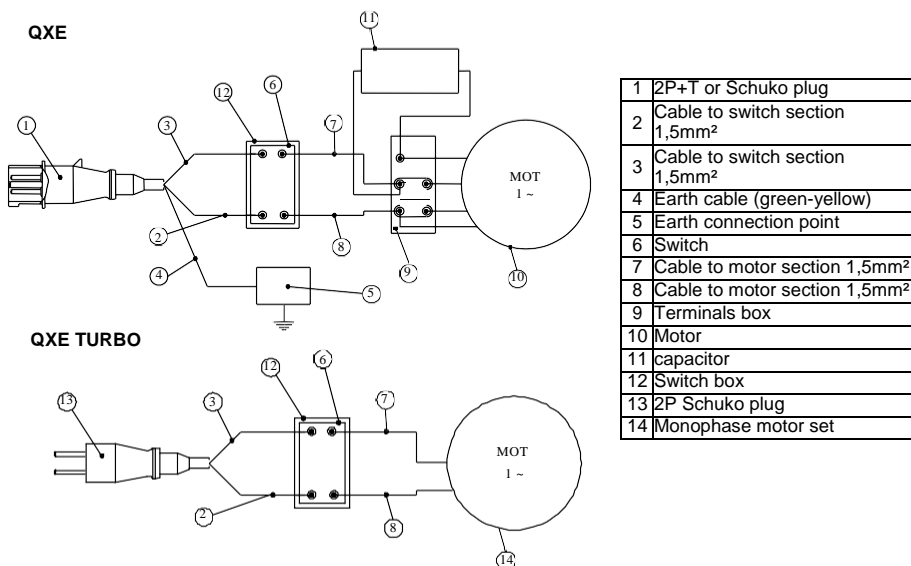 QXE
11
12
6
7
3
1
MOT
1 ~
2
8
9
10
4
5
QXE TURBO
12
6
13
3
7
MOT
1 ~
2
8
14
1 2P+T or Schuko plug
2 Cable to switch section
1,5mm²
3 Cable to switch section
1,5mm²
4 Earth cable (green-yellow)
5 Earth connection point
6 Switch
7 Cable to motor section 1,5mm²
8 Cable to motor section 1,5mm²
9 Terminals box
10 Motor
11 capacitor
12 Switch box
13 2P Schuko plug
14 Monophase motor set